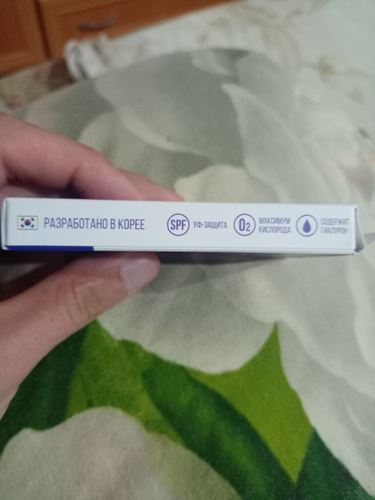 РАЗРАБОТАНО В КОРЕЕ
SPF
УФ-ЗАЩИТА
O2
МАКСИМУМ
КИСЛОРОДА
СОДЕРЖИТ
ГИАЛУРОН